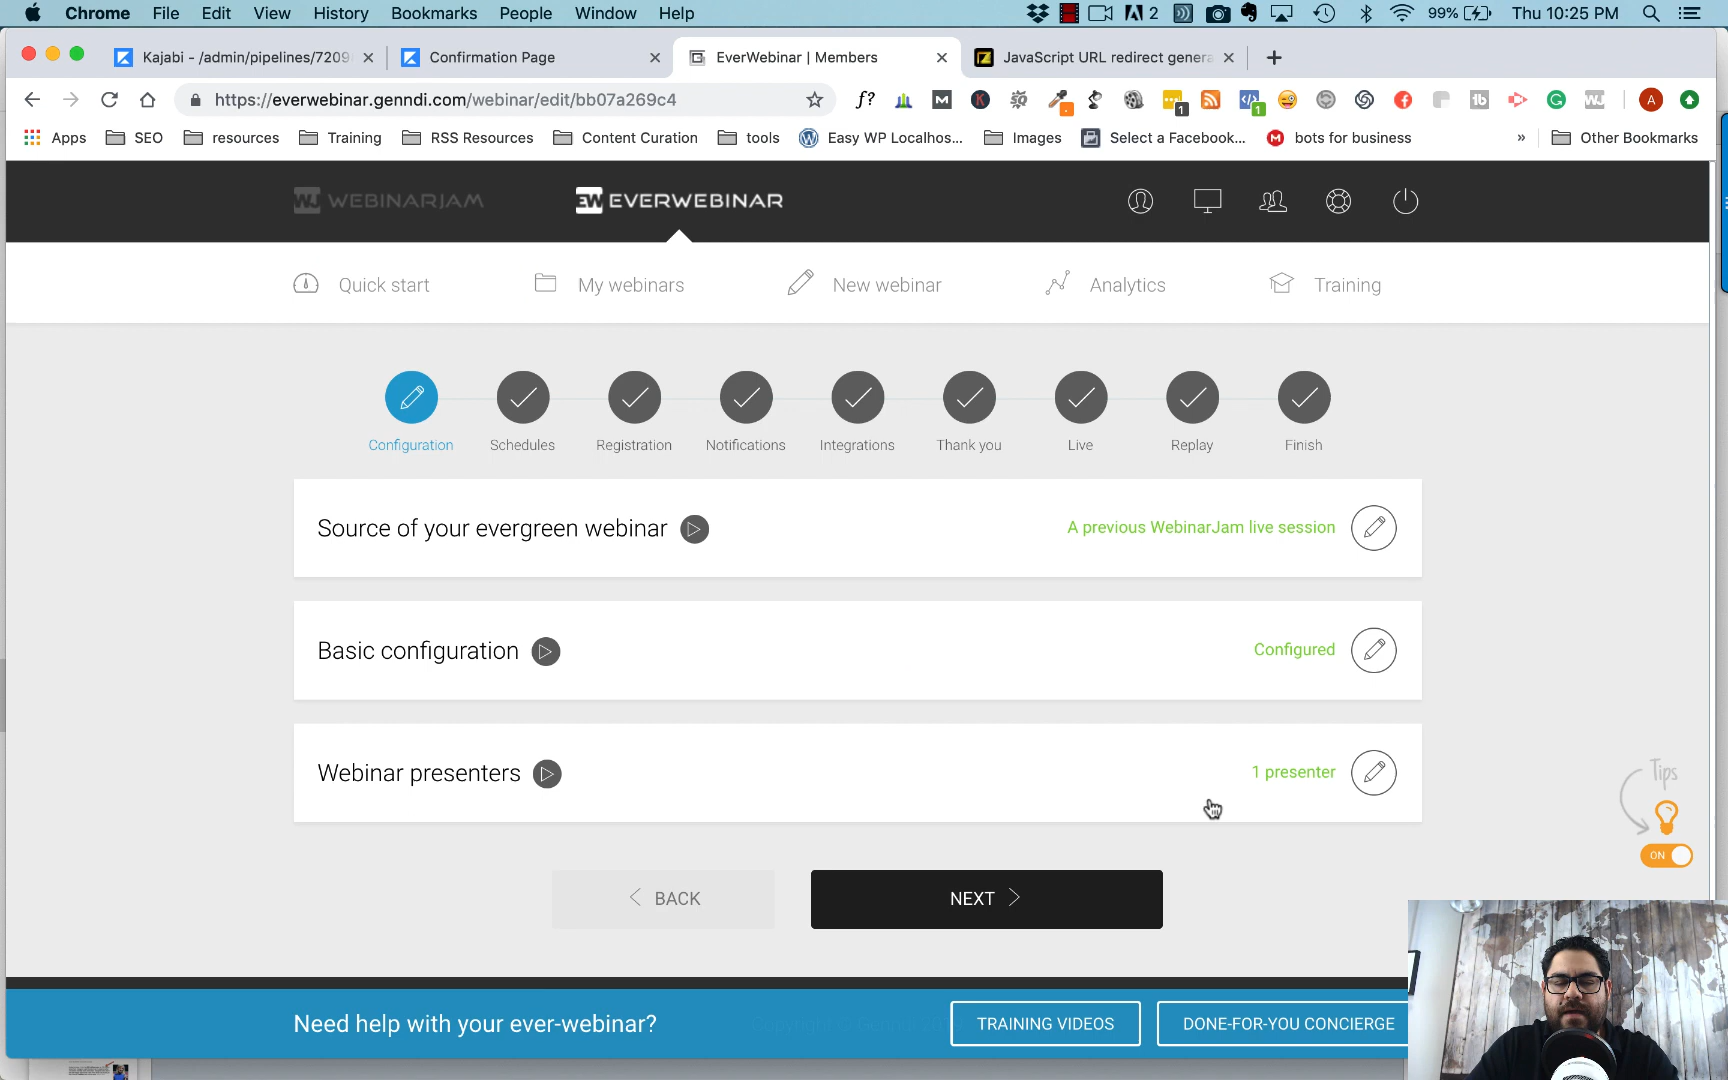 Chrome File Edit View History Bookmarks People Window Help 2 99% Thu 10:25 PM
Kajabi - /admin/pipelines/7209 Confirmation Page EverWebinar | Members JavaScript URL redirect genera
https://everwebinar.genndi.com/webinar/edit/bb07a269c4
Apps SEO resources Training RSS Resources Content Curation tools Easy WP Localhos... Images Select a Facebook... bots for business » Other Bookmarks
WJ WEBINARJAM EW EVERWEBINAR
Quick start My webinars New webinar Analytics Training
Configuration Schedules Registration Notifications Integrations Thank you Live Replay Finish
Source of your evergreen webinar A previous WebinarJam live session
Basic configuration Configured
Webinar presenters 1 presenter
Tips
ON
BACK NEXT
Need help with your ever-webinar? TRAINING VIDEOS DONE-FOR-YOU CONCIERGE